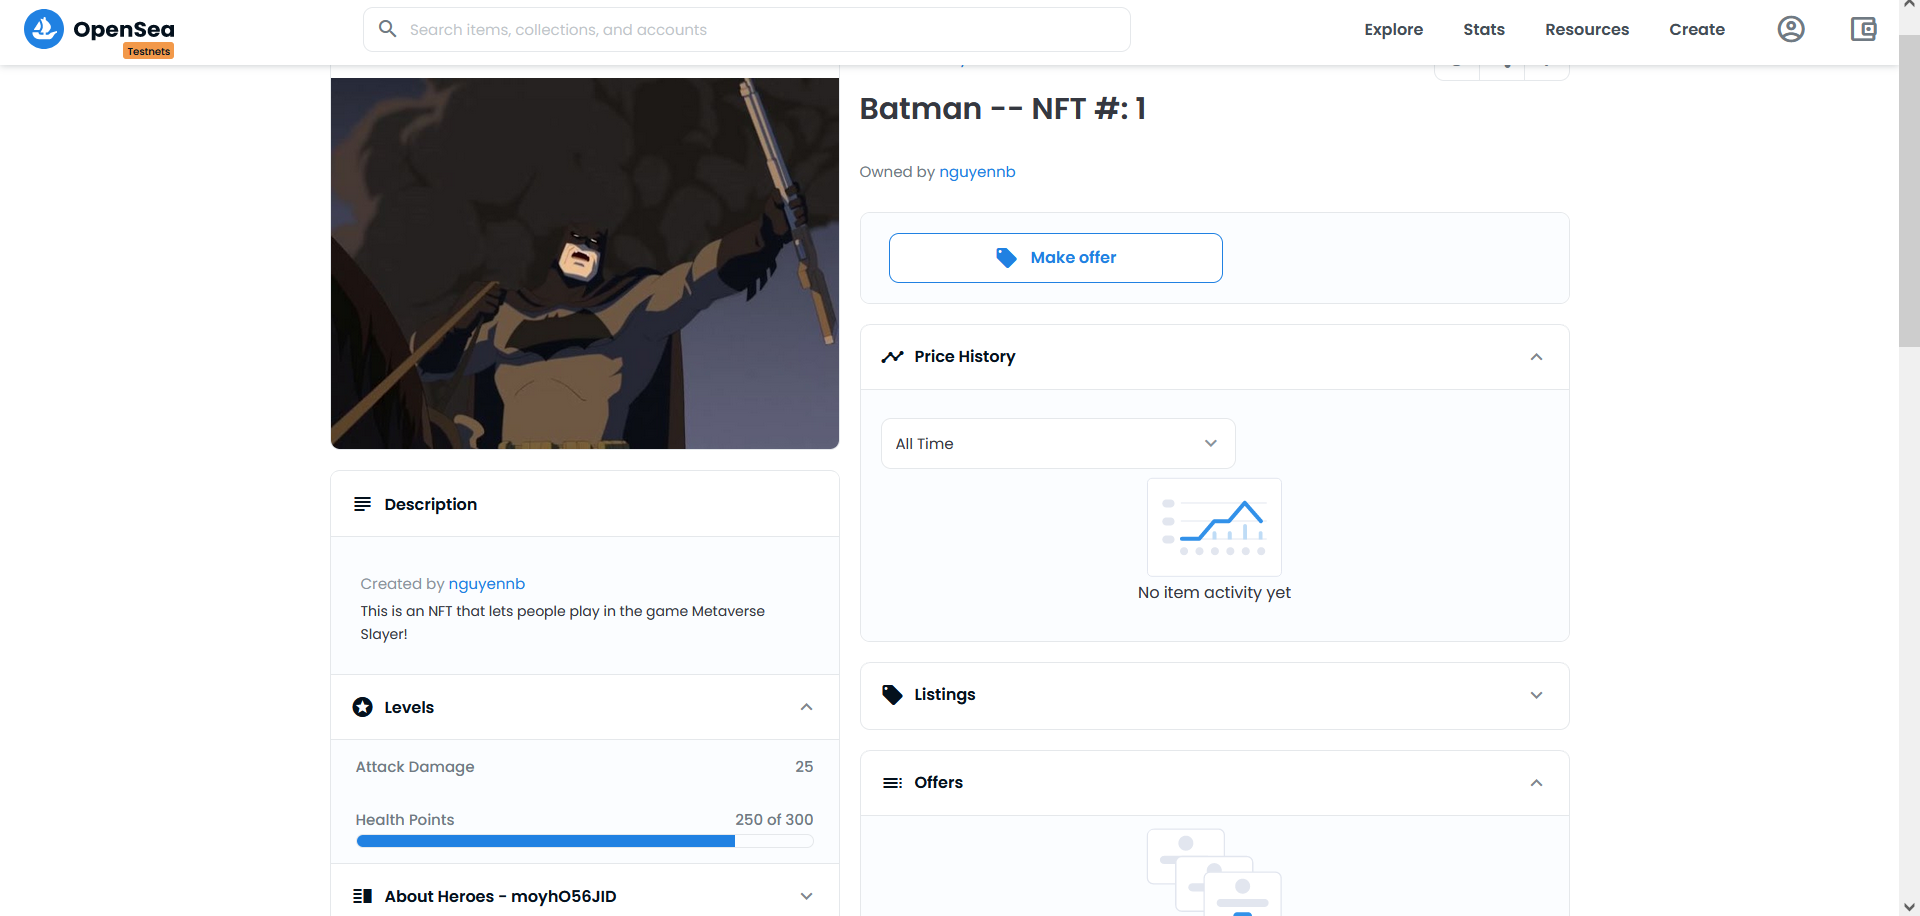 OpenSea
Testnets
Search items, collections, and accounts
Explore
Stats
Resources
Create
Batman -- NFT #: 1
Owned by nguyennb
Make offer
Price History
All Time
No item activity yet
Listings
Offers
Description
Created by nguyennb
This is an NFT that lets people play in the game Metaverse
Slayer!
Levels
Attack Damage 25
Health Points 250 of 300
About Heroes - moyhO56JID